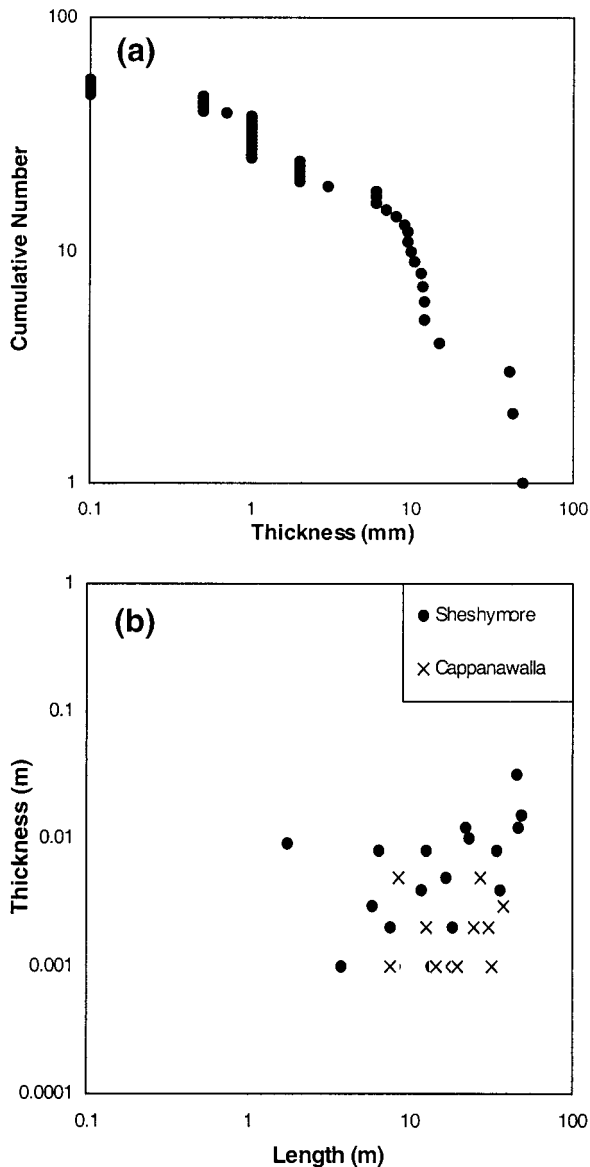 100
(a)
10
1
Cumulative Number
0.1 1 10 100
Thickness (mm)
1
(b)
Sheshymore
Cappanawalla
0.1
0.01
0.001
0.0001
Thickness (m)
0.1 1 10 100
Length (m)